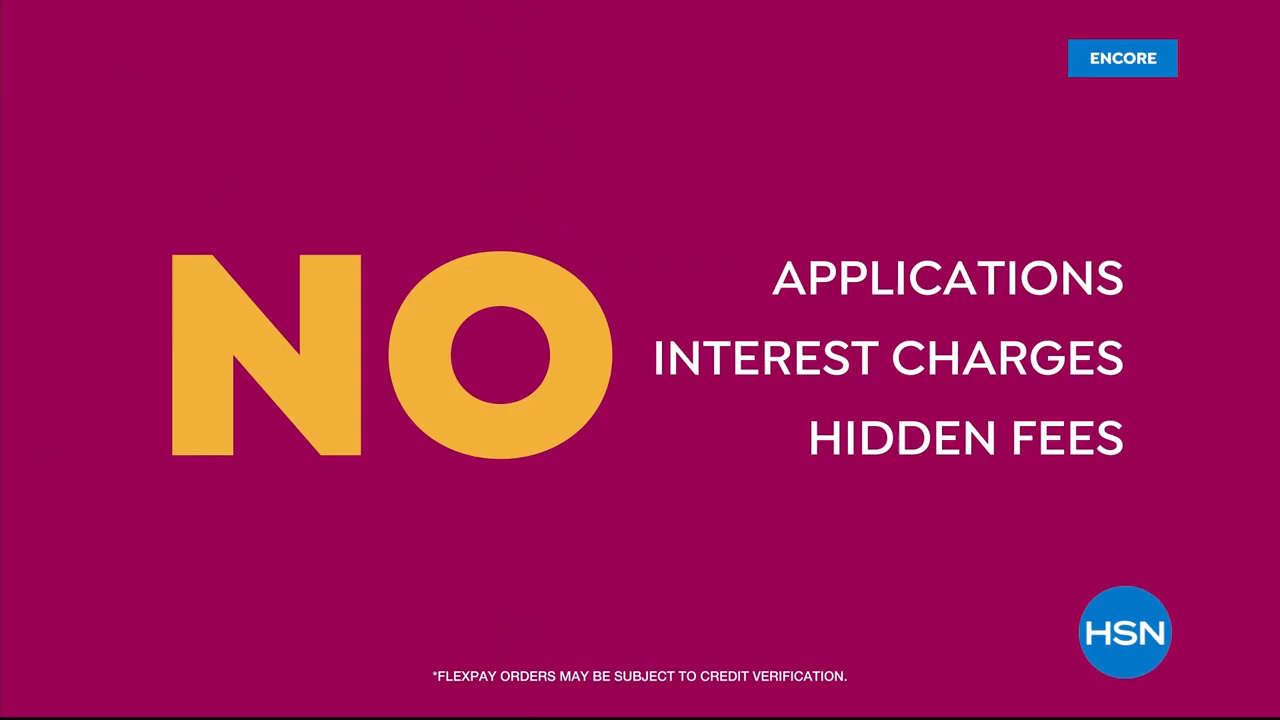 ENCORE
NO
APPLICATIONS
INTEREST CHARGES
HIDDEN FEES
HSN
*FLEXPAY ORDERS MAY BE SUBJECT TO CREDIT VERIFICATION.